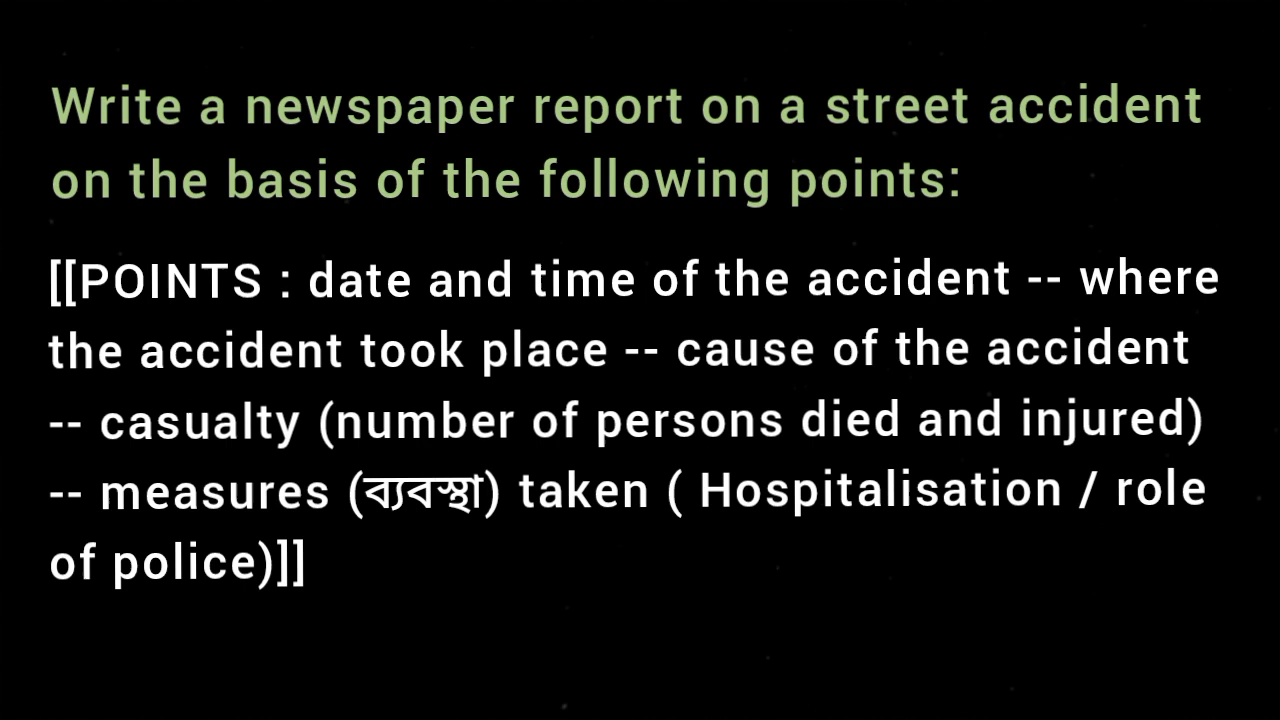 Write a newspaper report on a street accident
on the basis of the following points:
[[POINTS : date and time of the accident -- where
the accident took place -- cause of the accident
-- casualty (number of persons died and injured)
-- measures (ব্যবস্থা) taken ( Hospitalisation / role
of police)]]